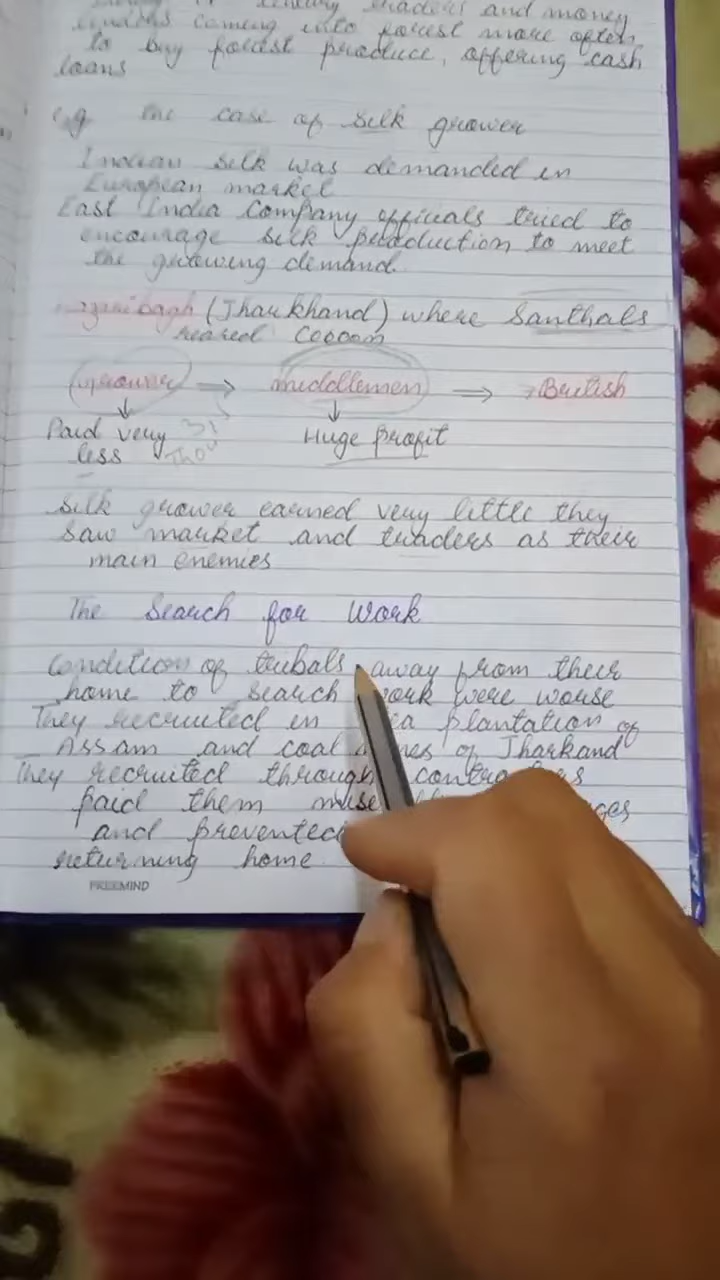 century traders and money
coming into forest more often
to buy forest produce, offering cash
loans
e.g the case of silk grower
Indian silk was demanded in
European market
East India Company officials tried to
encourage silk production to meet
the growing demand.
(Jharkhand) where Santhals
reared Cocoon
(grower) → middlemen → British
Paid very
less
Huge profit
Silk grower earned very little they
saw market and traders as their
main enemies
The Search for Work
Condition of tribals away from their
home to search work were worse
They recruited in plantation of
Assam and coal of Jharkand
They recruited through
paid them
and prevented
returning home
FREEMIND